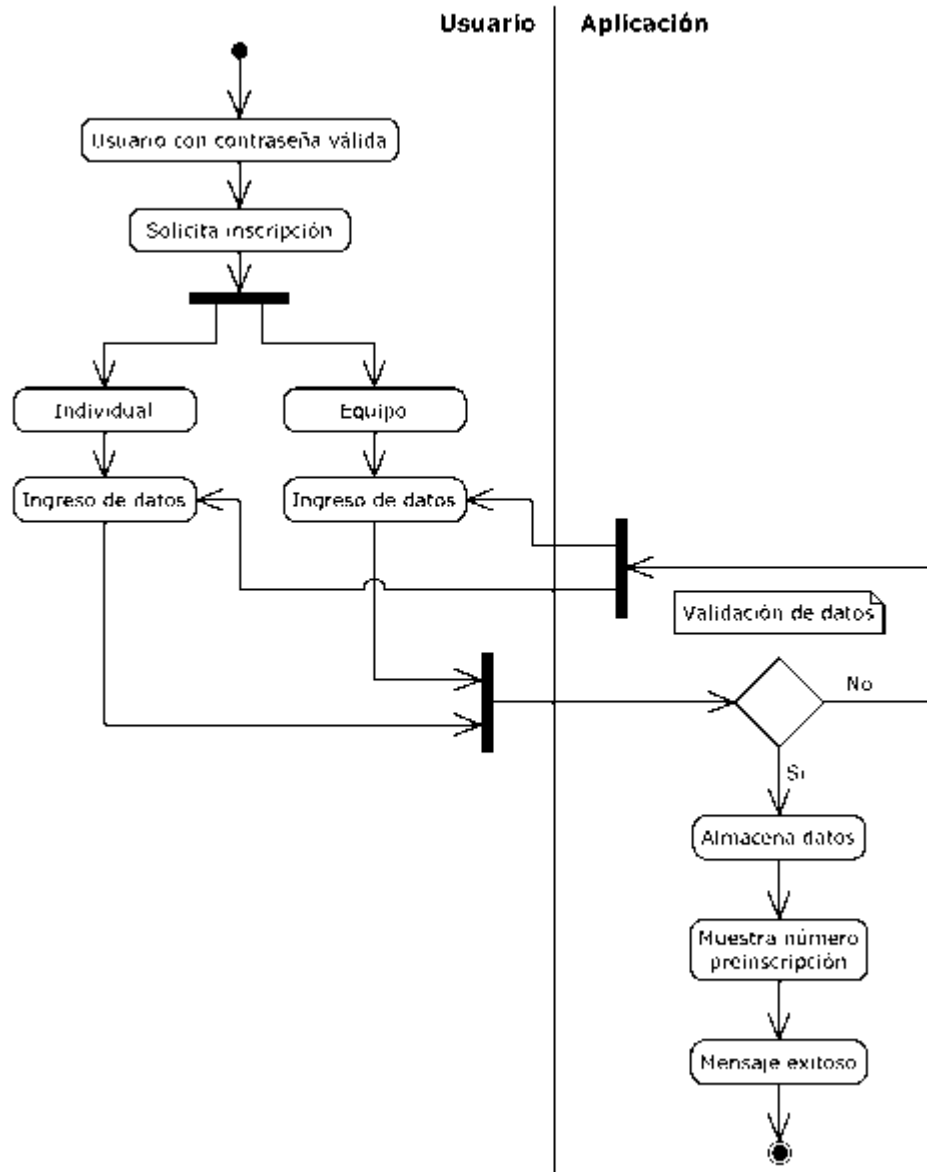 Usuario
Aplicación
Usuario con contraseña válida
Solicita inscripción
Individual
Equipo
Ingreso de datos
Ingreso de datos
Validación de datos
No
Si
Almacena datos
Muestra número
preinscripción
Mensaje exitoso